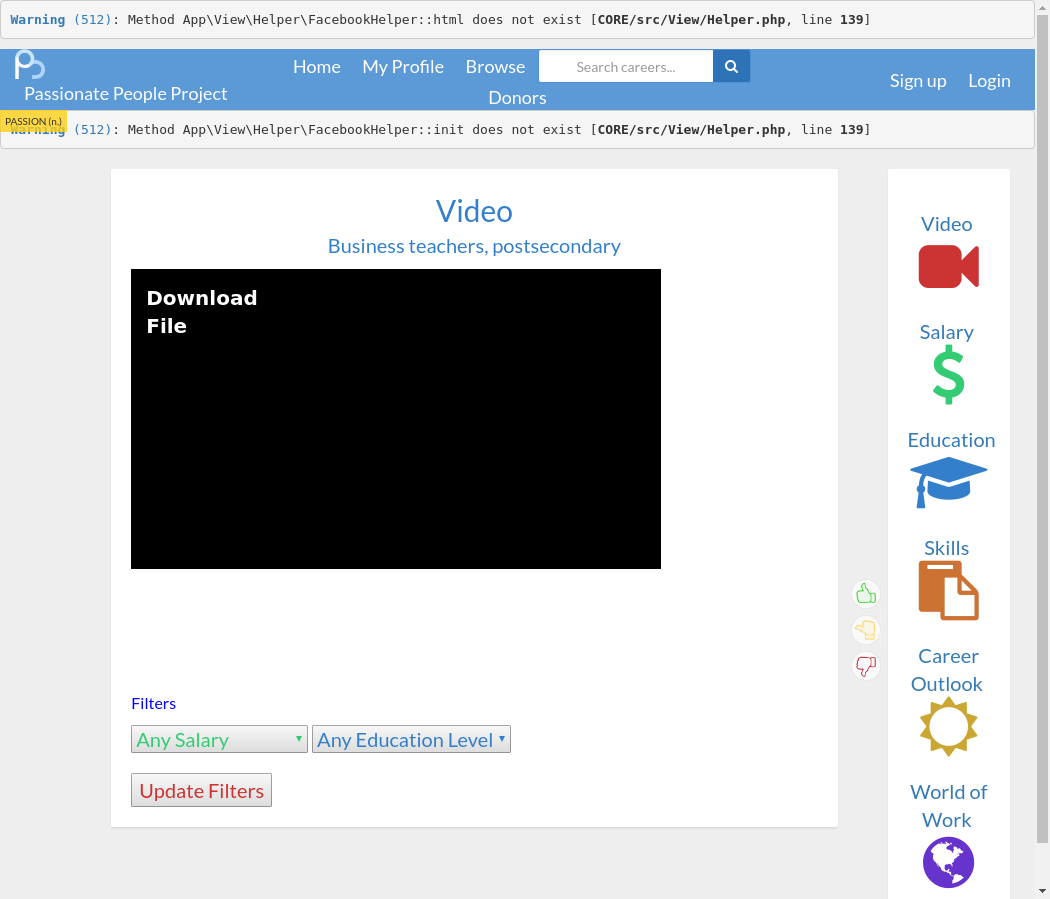 Warning (512): Method App\View\Helper\FacebookHelper::html does not exist [CORE/src/View/Helper.php, line 139]
Passionate People Project
Home My Profile Browse
Search careers...
Donors
Sign up Login
PASSION (n.)
Warning (512): Method App\View\Helper\FacebookHelper::init does not exist [CORE/src/View/Helper.php, line 139]
Video
Business teachers, postsecondary
Download
File
Filters
Any Salary
Any Education Level
Update Filters
Video
Salary
Education
Skills
Career
Outlook
World of
Work